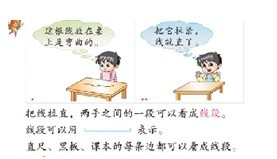 这根线放在桌
上是弯曲的。
把它拉紧，
线就直了。
把线拉直，两手之间的一段可以看成线段。
线段可以用 表示。
直尺、黑板、课本的每条边都可以看成线段。